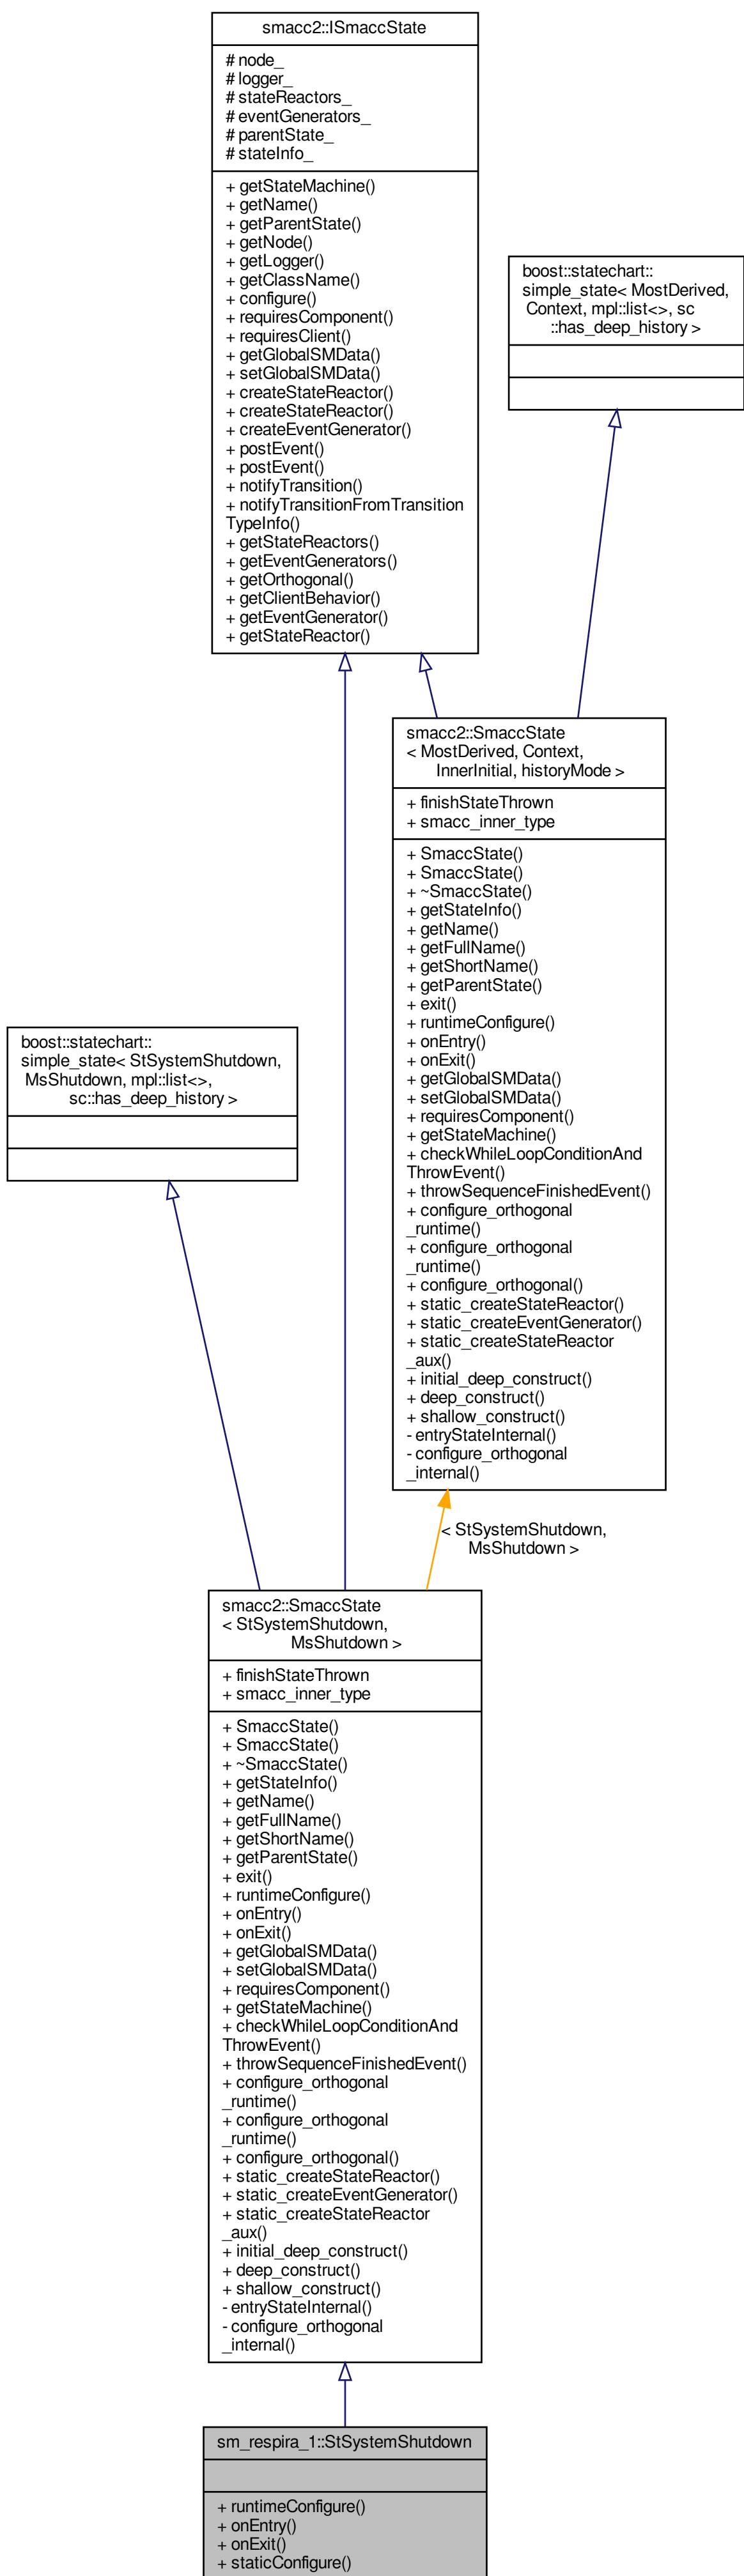 smacc2::ISmaccState
# node_
# logger_
# stateReactors_
# eventGenerators_
# parentState_
# stateInfo_
+ getStateMachine()
+ getName()
+ getParentState()
+ getNode()
+ getLogger()
+ getClassName()
+ configure()
+ requiresComponent()
+ requiresClient()
+ getGlobalSMData()
+ setGlobalSMData()
+ createStateReactor()
+ createStateReactor()
+ createEventGenerator()
+ postEvent()
+ postEvent()
+ notifyTransition()
+ notifyTransitionFromTransition
TypeInfo()
+ getStateReactors()
+ getEventGenerators()
+ getOrthogonal()
+ getClientBehavior()
+ getEventGenerator()
+ getStateReactor()
boost::statechart::
simple_state< MostDerived,
Context, mpl::list<>, sc
::has_deep_history >
smacc2::SmaccState
< MostDerived, Context,
InnerInitial, historyMode >
+ finishStateThrown
+ smacc_inner_type
+ SmaccState()
+ SmaccState()
+ ~SmaccState()
+ getStateInfo()
+ getName()
+ getFullName()
+ getShortName()
+ getParentState()
+ exit()
+ runtimeConfigure()
+ onEntry()
+ onExit()
+ getGlobalSMData()
+ setGlobalSMData()
+ requiresComponent()
+ getStateMachine()
+ checkWhileLoopConditionAnd
ThrowEvent()
+ throwSequenceFinishedEvent()
+ configure_orthogonal
_runtime()
+ configure_orthogonal
_runtime()
+ configure_orthogonal()
+ static_createStateReactor()
+ static_createEventGenerator()
+ static_createStateReactor
_aux()
+ initial_deep_construct()
+ deep_construct()
+ shallow_construct()
- entryStateInternal()
- configure_orthogonal
_internal()
boost::statechart::
simple_state< StSystemShutdown,
MsShutdown, mpl::list<>,
sc::has_deep_history >
< StSystemShutdown,
MsShutdown >
smacc2::SmaccState
< StSystemShutdown,
MsShutdown >
+ finishStateThrown
+ smacc_inner_type
+ SmaccState()
+ SmaccState()
+ ~SmaccState()
+ getStateInfo()
+ getName()
+ getFullName()
+ getShortName()
+ getParentState()
+ exit()
+ runtimeConfigure()
+ onEntry()
+ onExit()
+ getGlobalSMData()
+ setGlobalSMData()
+ requiresComponent()
+ getStateMachine()
+ checkWhileLoopConditionAnd
ThrowEvent()
+ throwSequenceFinishedEvent()
+ configure_orthogonal
_runtime()
+ configure_orthogonal
_runtime()
+ configure_orthogonal()
+ static_createStateReactor()
+ static_createEventGenerator()
+ static_createStateReactor
_aux()
+ initial_deep_construct()
+ deep_construct()
+ shallow_construct()
- entryStateInternal()
- configure_orthogonal
_internal()
sm_respira_1::StSystemShutdown
+ runtimeConfigure()
+ onEntry()
+ onExit()
+ staticConfigure()